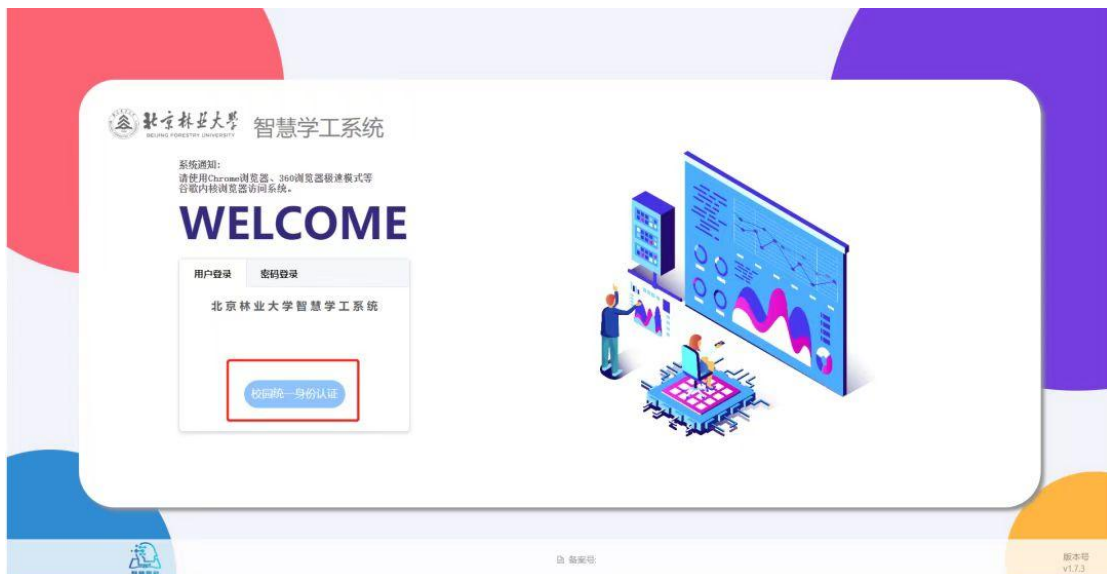 北京林业大学
BEIJING FORESTRY UNIVERSITY
智慧学工系统
系统通知:
请使用Chrome浏览器、360浏览器极速模式等
谷歌内核浏览器访问系统。
WELCOME
用户登录 密码登录
北京林业大学智慧学工系统
校园统一身份认证
备案号:
版本号
v1.7.3